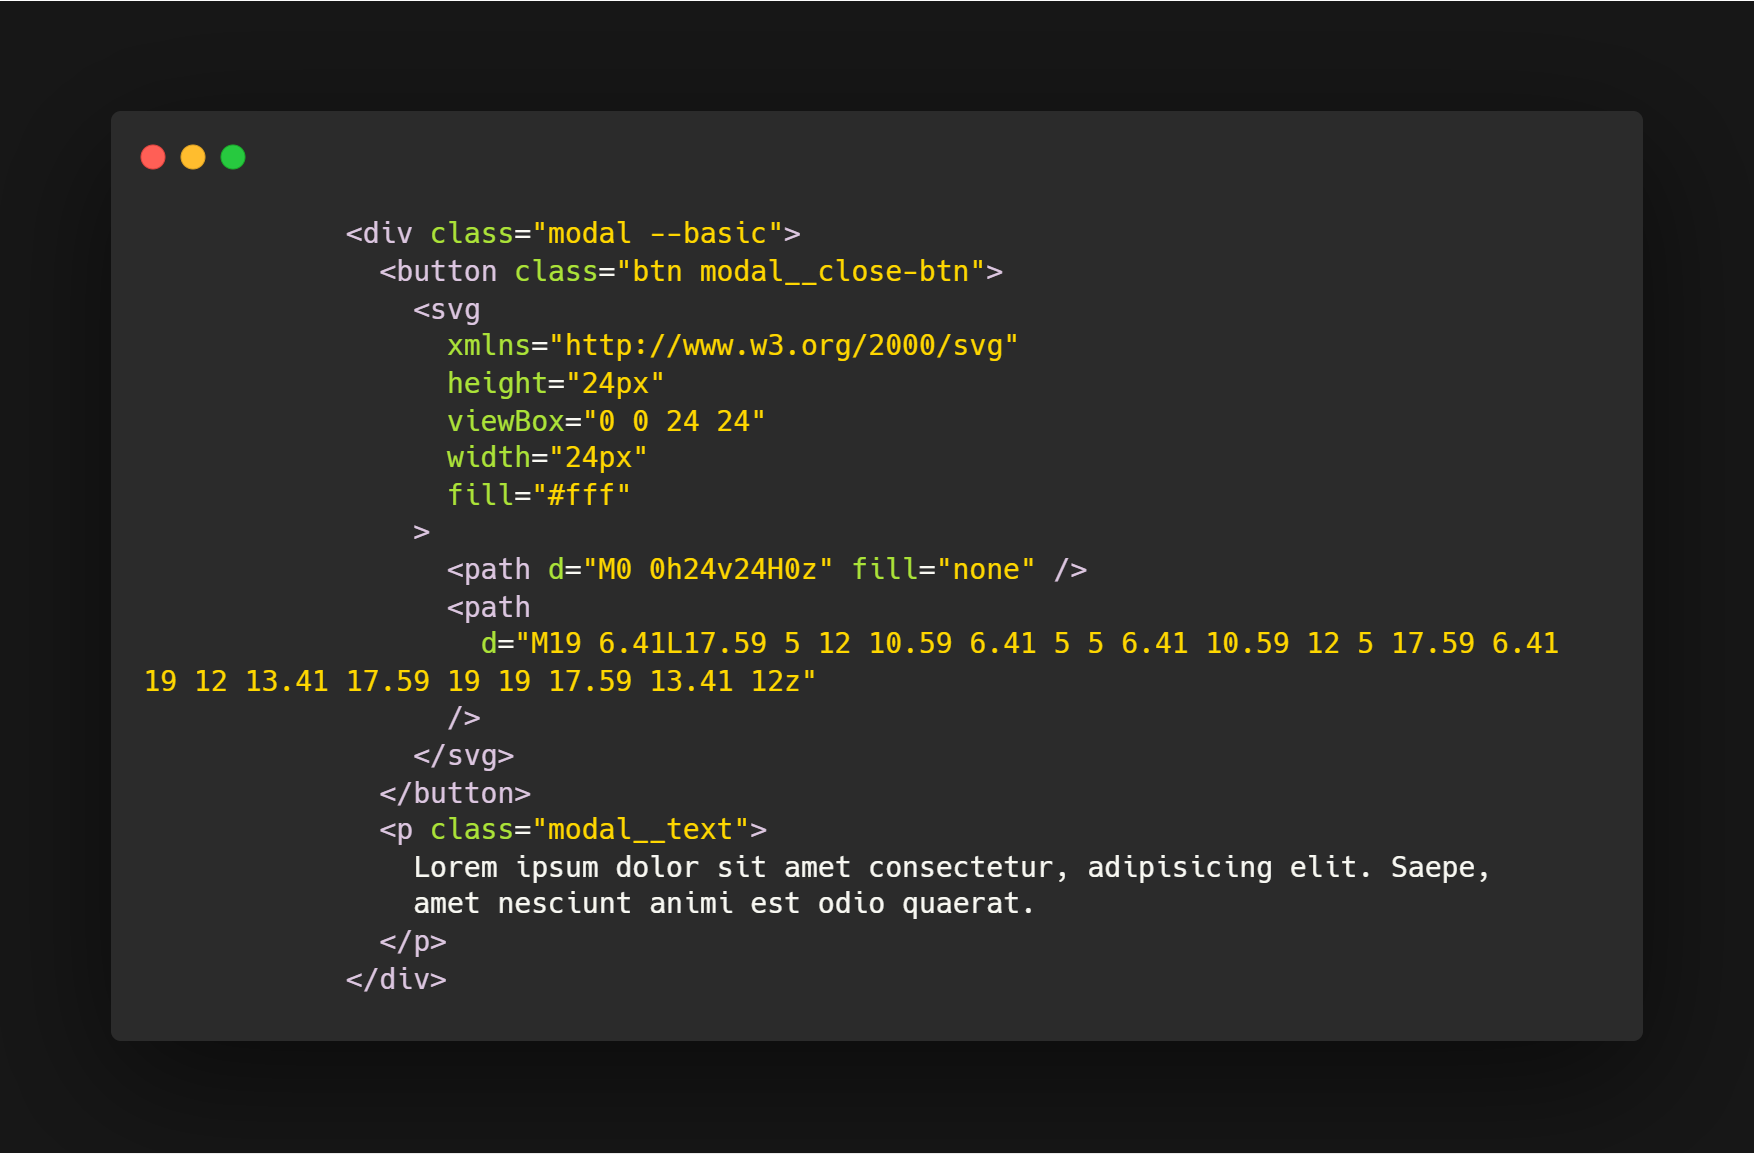 <div class="modal --basic">
<button class="btn modal__close-btn">
<svg
xmlns="http://www.w3.org/2000/svg"
height="24px"
viewBox="0 0 24 24"
width="24px"
fill="#fff"
>
<path d="M0 0h24v24H0z" fill="none" />
<path
d="M19 6.41L17.59 5 12 10.59 6.41 5 5 6.41 10.59 12 5 17.59 6.41
19 12 13.41 17.59 19 19 17.59 13.41 12z"
/>
</svg>
</button>
<p class="modal__text">
Lorem ipsum dolor sit amet consectetur, adipisicing elit. Saepe,
amet nesciunt animi est odio quaerat.
</p>
</div>